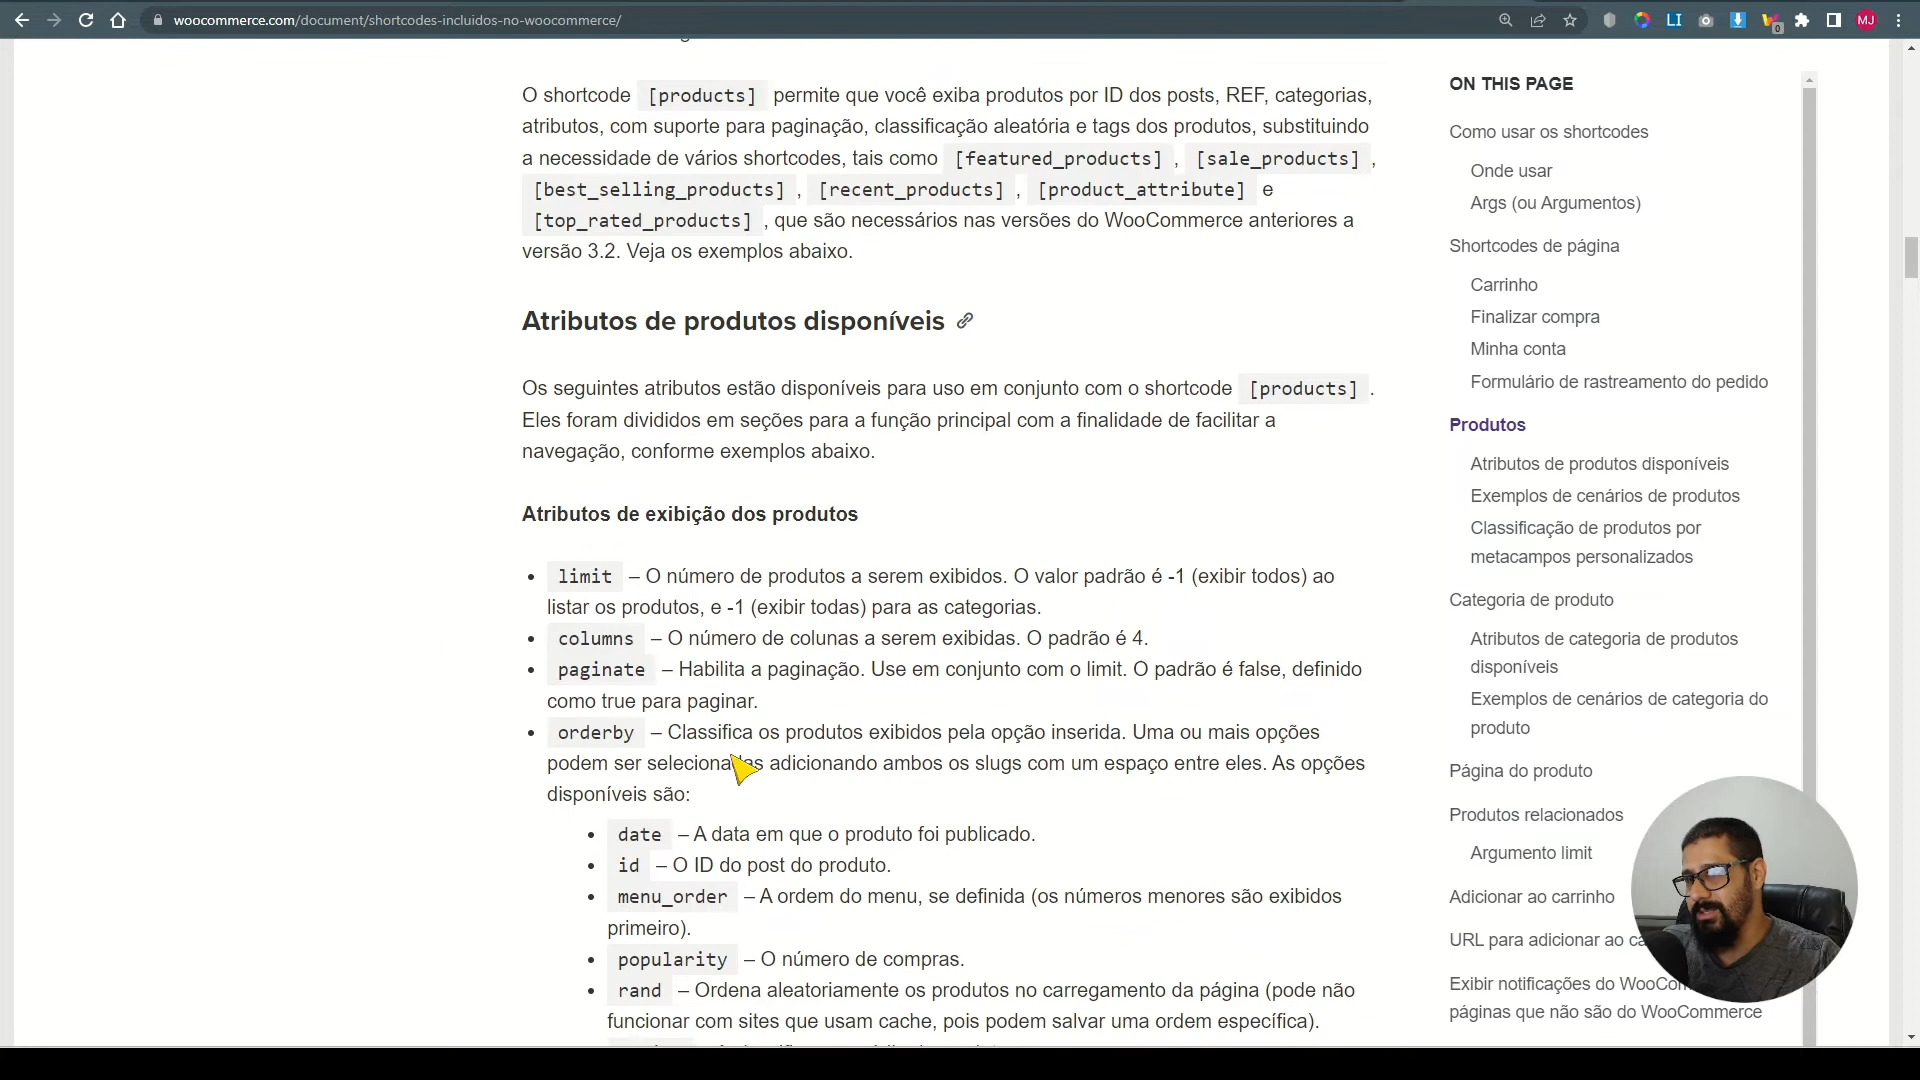 woocommerce.com/document/shortcodes-incluidos-no-woocommerce/
LI
0
MJ
O shortcode [products] permite que você exiba produtos por ID dos posts, REF, categorias,
atributos, com suporte para paginação, classificação aleatória e tags dos produtos, substituindo
a necessidade de vários shortcodes, tais como [featured_products] , [sale_products] ,
[best_selling_products] , [recent_products] , [product_attribute] e
[top_rated_products] , que são necessários nas versões do WooCommerce anteriores a
versão 3.2. Veja os exemplos abaixo.
Atributos de produtos disponíveis
Os seguintes atributos estão disponíveis para uso em conjunto com o shortcode [products] .
Eles foram divididos em seções para a função principal com a finalidade de facilitar a
navegação, conforme exemplos abaixo.
Atributos de exibição dos produtos
• limit – O número de produtos a serem exibidos. O valor padrão é -1 (exibir todos) ao
listar os produtos, e -1 (exibir todas) para as categorias.
• columns – O número de colunas a serem exibidas. O padrão é 4.
• paginate – Habilita a paginação. Use em conjunto com o limit. O padrão é false, definido
como true para paginar.
• orderby – Classifica os produtos exibidos pela opção inserida. Uma ou mais opções
podem ser selecionadas adicionando ambos os slugs com um espaço entre eles. As opções
disponíveis são:
• date – A data em que o produto foi publicado.
• id – O ID do post do produto.
• menu_order – A ordem do menu, se definida (os números menores são exibidos
primeiro).
• popularity – O número de compras.
• rand – Ordena aleatoriamente os produtos no carregamento da página (pode não
funcionar com sites que usam cache, pois podem salvar uma ordem específica).
ON THIS PAGE
Como usar os shortcodes
Onde usar
Args (ou Argumentos)
Shortcodes de página
Carrinho
Finalizar compra
Minha conta
Formulário de rastreamento do pedido
Produtos
Atributos de produtos disponíveis
Exemplos de cenários de produtos
Classificação de produtos por
metacampos personalizados
Categoria de produto
Atributos de categoria de produtos
disponíveis
Exemplos de cenários de categoria do
produto
Página do produto
Produtos relacionados
Argumento limit
Adicionar ao carrinho
URL para adicionar ao ca
Exibir notificações do WooCom
páginas que não são do WooCommerce